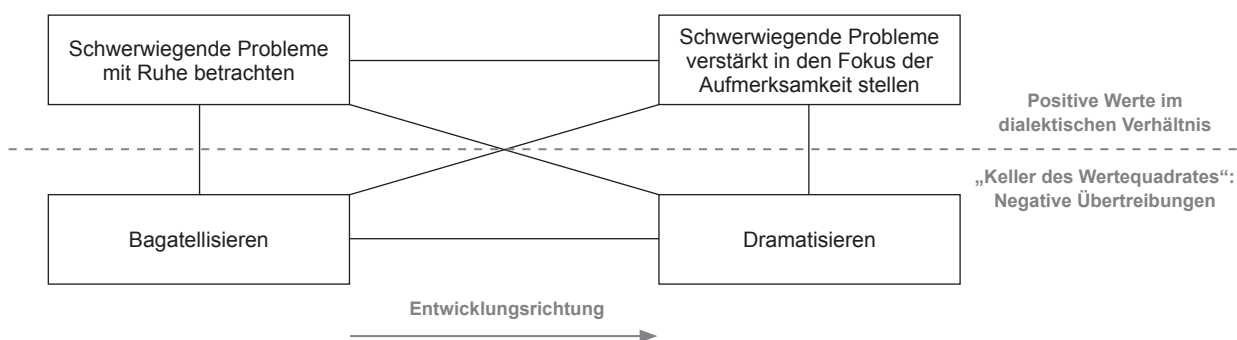 Schwerwiegende Probleme
mit Ruhe betrachten
Schwerwiegende Probleme
verstärkt in den Fokus der
Aufmerksamkeit stellen
Positive Werte im
dialektischen Verhältnis
„Keller des Wertequadrates“:
Negative Übertreibungen
Bagatellisieren
Dramatisieren
Entwicklungsrichtung